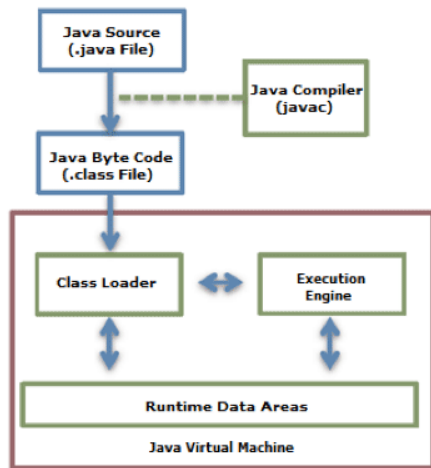 Java Source
(.java File)
Java Compiler
(javac)
Java Byte Code
(.class File)
Class Loader
Execution
Engine
Runtime Data Areas
Java Virtual Machine